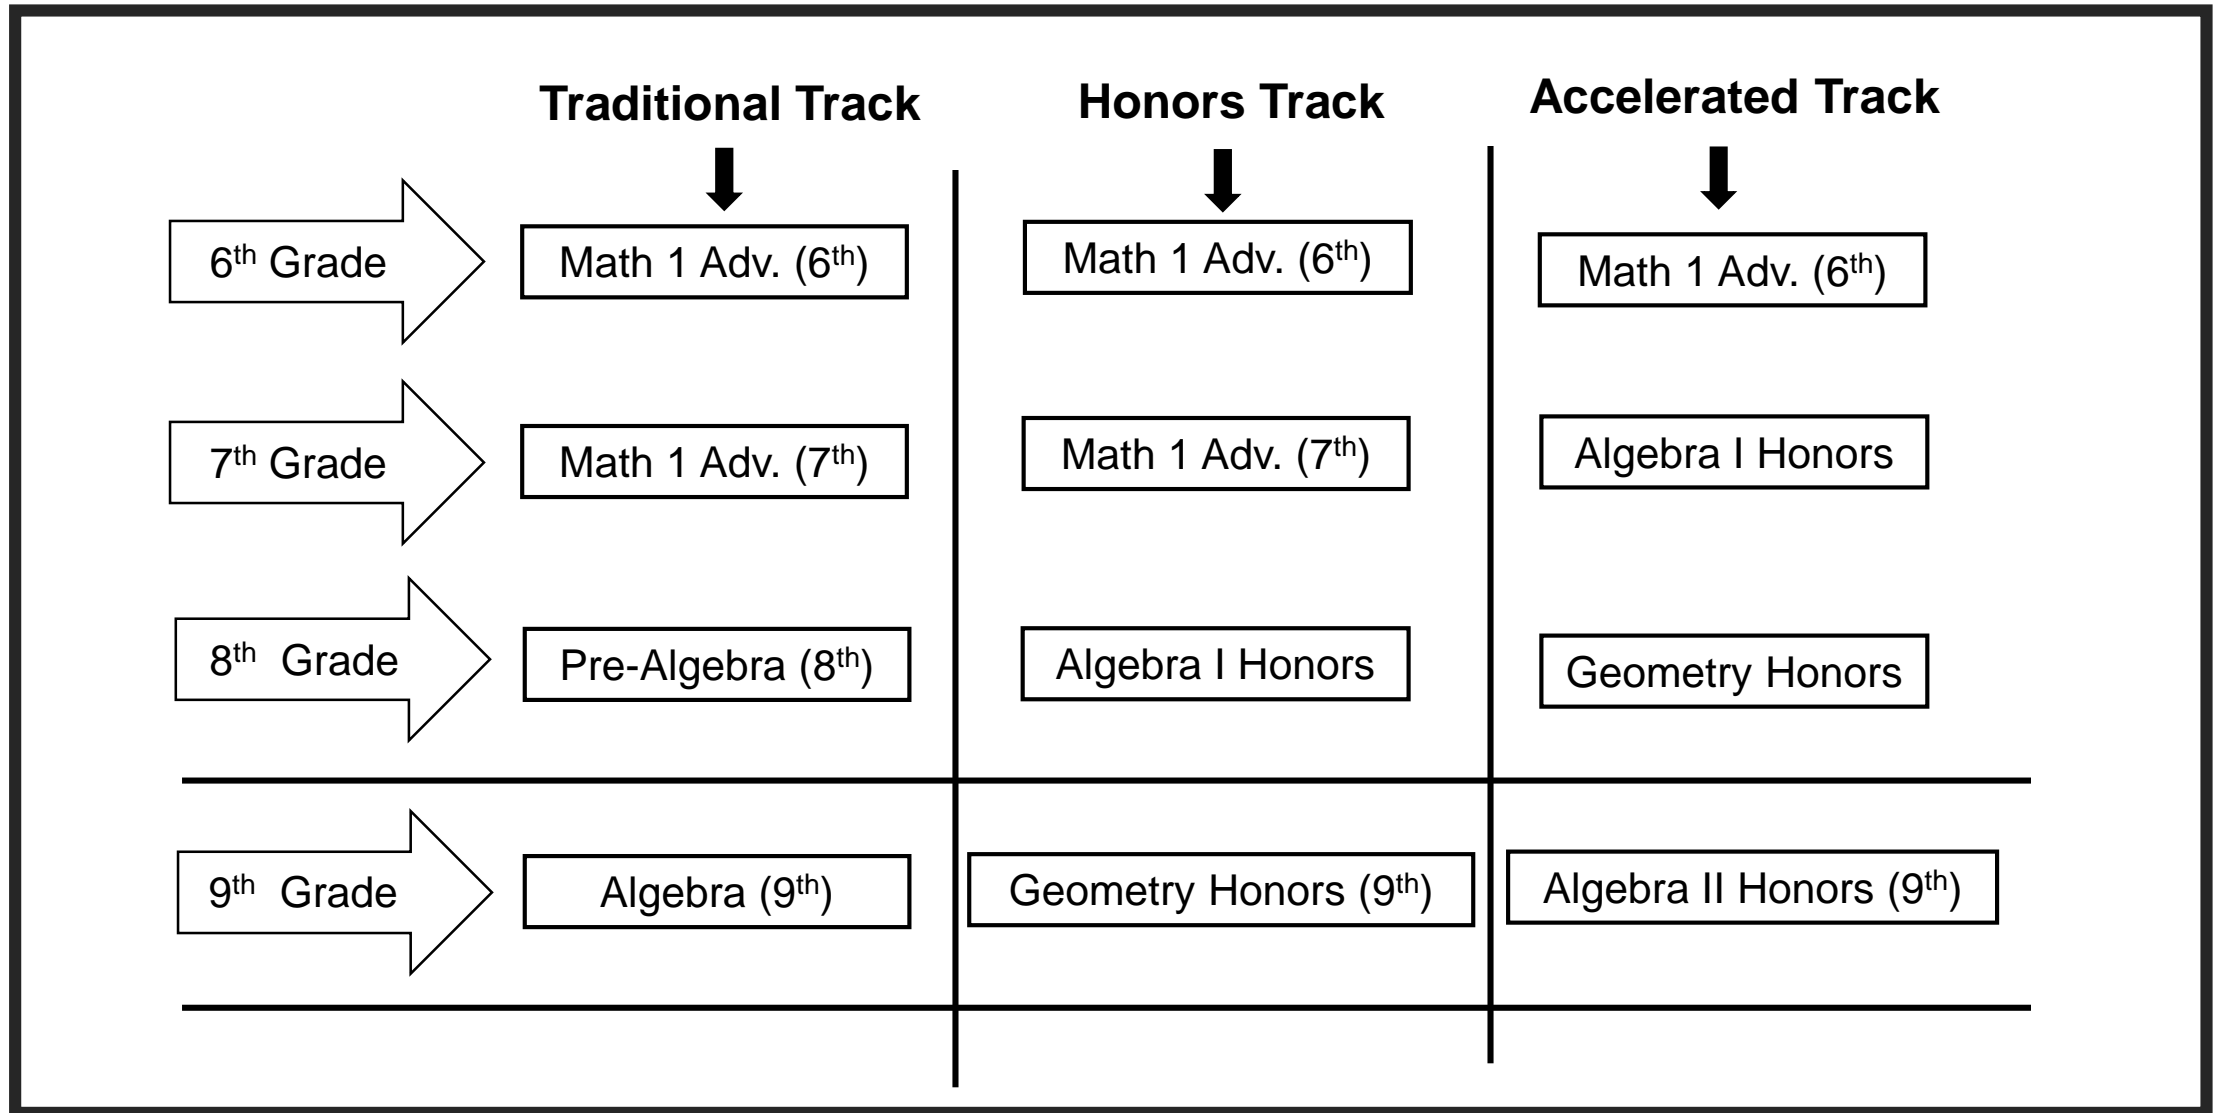 Traditional Track
Honors Track
Accelerated Track
6th Grade
Math 1 Adv. (6th)
Math 1 Adv. (6th)
Math 1 Adv. (6th)
7th Grade
Math 1 Adv. (7th)
Math 1 Adv. (7th)
Algebra I Honors
8th Grade
Pre-Algebra (8th)
Algebra I Honors
Geometry Honors
9th Grade
Algebra (9th)
Geometry Honors (9th)
Algebra II Honors (9th)